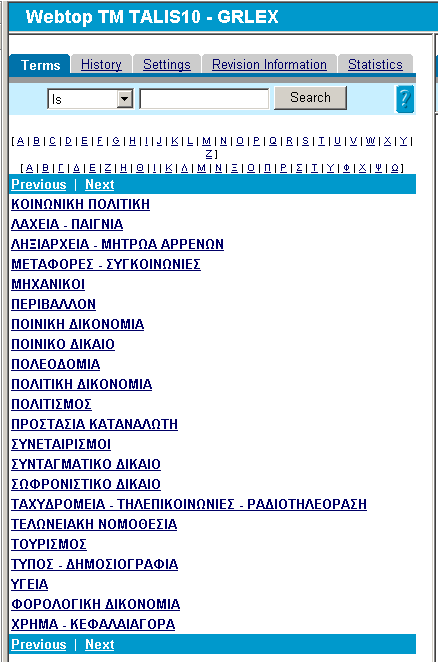 Webtop TM TALIS10 - GRLEX
Terms History Settings Revision Information Statistics
Is Search ?
[ A | B | C | D | E | F | G | H | I | J | K | L | M | N | O | P | Q | R | S | T | U | V | W | X | Y |
Z ]
[ Α | Β | Γ | Δ | Ε | Ζ | Η | Θ | Ι | Κ | Λ | Μ | Ν | Ξ | Ο | Π | Ρ | Σ | Τ | Υ | Φ | Χ | Ψ | Ω ]
Previous | Next
ΚΟΙΝΩΝΙΚΗ ΠΟΛΙΤΙΚΗ
ΛΑΧΕΙΑ - ΠΑΙΓΝΙΑ
ΛΗΞΙΑΡΧΕΙΑ - ΜΗΤΡΩΑ ΑΡΡΕΝΩΝ
ΜΕΤΑΦΟΡΕΣ - ΣΥΓΚΟΙΝΩΝΙΕΣ
ΜΗΧΑΝΙΚΟΙ
ΠΕΡΙΒΑΛΛΟΝ
ΠΟΙΝΙΚΗ ΔΙΚΟΝΟΜΙΑ
ΠΟΙΝΙΚΟ ΔΙΚΑΙΟ
ΠΟΛΕΟΔΟΜΙΑ
ΠΟΛΙΤΙΚΗ ΔΙΚΟΝΟΜΙΑ
ΠΟΛΙΤΙΣΜΟΣ
ΠΡΟΣΤΑΣΙΑ ΚΑΤΑΝΑΛΩΤΗ
ΣΥΝΕΤΑΙΡΙΣΜΟΙ
ΣΥΝΤΑΓΜΑΤΙΚΟ ΔΙΚΑΙΟ
ΣΩΦΡΟΝΙΣΤΙΚΟ ΔΙΚΑΙΟ
ΤΑΧΥΔΡΟΜΕΙΑ - ΤΗΛΕΠΙΚΟΙΝΩΝΙΕΣ - ΡΑΔΙΟΤΗΛΕΟΡΑΣΗ
ΤΕΛΩΝΕΙΑΚΗ ΝΟΜΟΘΕΣΙΑ
ΤΟΥΡΙΣΜΟΣ
ΤΥΠΟΣ - ΔΗΜΟΣΙΟΓΡΑΦΙΑ
ΥΓΕΙΑ
ΦΟΡΟΛΟΓΙΚΗ ΔΙΚΟΝΟΜΙΑ
ΧΡΗΜΑ - ΚΕΦΑΛΑΙΑΓΟΡΑ
Previous | Next